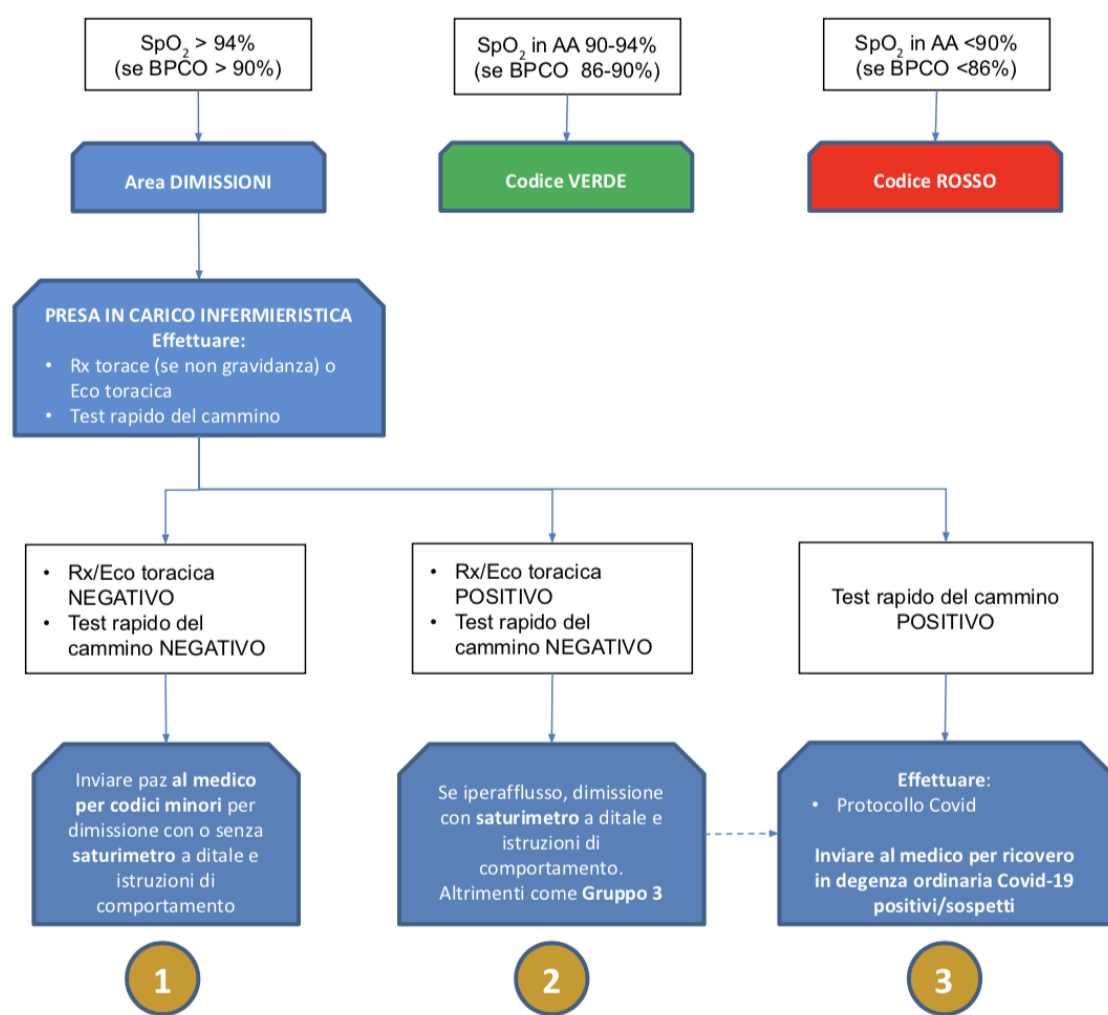 SpO2 > 94%
(se BPCO > 90%)
SpO2 in AA 90-94%
(se BPCO 86-90%)
SpO2 in AA <90%
(se BPCO <86%)
Area DIMISSIONI
Codice VERDE
Codice ROSSO
PRESA IN CARICO INFERMIERISTICA
Effettuare:
• Rx torace (se non gravidanza) o
Eco toracica
• Test rapido del cammino
• Rx/Eco toracica
NEGATIVO
• Test rapido del
cammino NEGATIVO
• Rx/Eco toracica
POSITIVO
• Test rapido del
cammino NEGATIVO
Test rapido del cammino
POSITIVO
Inviare paz al medico
per codici minori per
dimissione con o senza
saturimetro a ditale e
istruzioni di
comportamento
Se iperafflusso, dimissione
con saturimetro a ditale e
istruzioni di
comportamento.
Altrimenti come Gruppo 3
Effettuare:
• Protocollo Covid
Inviare al medico per ricovero
in degenza ordinaria Covid-19
positivi/sospetti
1
2
3